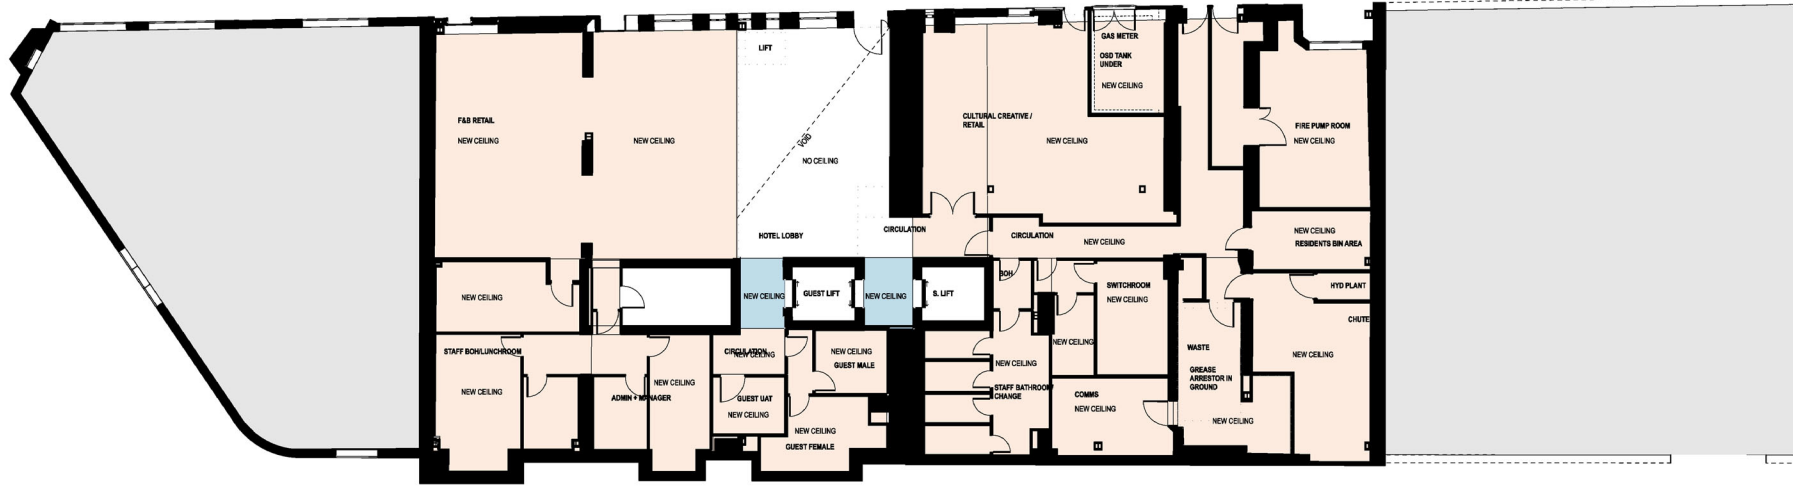 LIFT
GAS METER
OSD TANK
UNDER
NEW CEILING
F&B RETAIL
NEW CEILING
NEW CEILING
VOID
NO CEILING
CULTURAL CREATIVE /
RETAIL
NEW CEILING
FIRE PUMP ROOM
NEW CEILING
HOTEL LOBBY
CIRCULATION
CIRCULATION
NEW CEILING
NEW CEILING
RESIDENTS BIN AREA
NEW CEILING
NEW CEILING
GUEST LIFT
NEW CEILING
S. LIFT
BOH
SWITCHROOM
NEW CEILING
HYD PLANT
CHUTE
STAFF BOH/LUNCHROOM
NEW CEILING
ADMIN + MANAGER
NEW CEILING
CIRCULATION
NEW CEILING
GUEST UAT
NEW CEILING
NEW CEILING
GUEST MALE
NEW CEILING
GUEST FEMALE
NEW CEILING
STAFF BATHROOM/
CHANGE
NEW CEILING
COMMS
NEW CEILING
WASTE
GREASE
ARRESTOR IN
GROUND
NEW CEILING
NEW CEILING